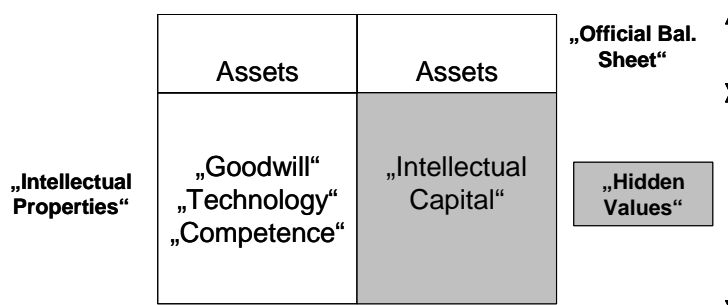 „Official Bal.
Sheet“
Assets
Assets
„Intellectual
Properties“
„Goodwill“
„Technology“
„Competence“
„Intellectual
Capital“
„Hidden
Values“